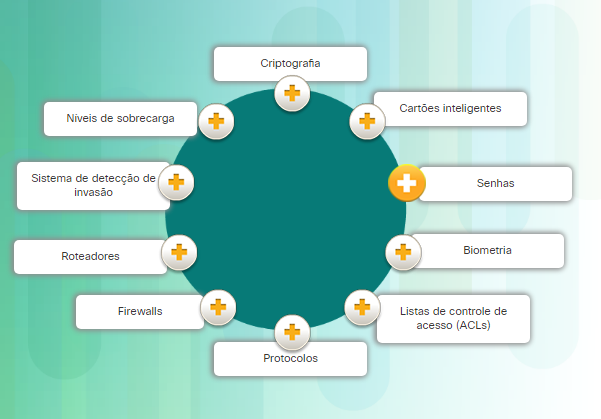 Criptografia
Cartões inteligentes
Níveis de sobrecarga
Sistema de detecção de
invasão
Senhas
Roteadores
Biometria
Firewalls
Listas de controle de
acesso (ACLs)
Protocolos